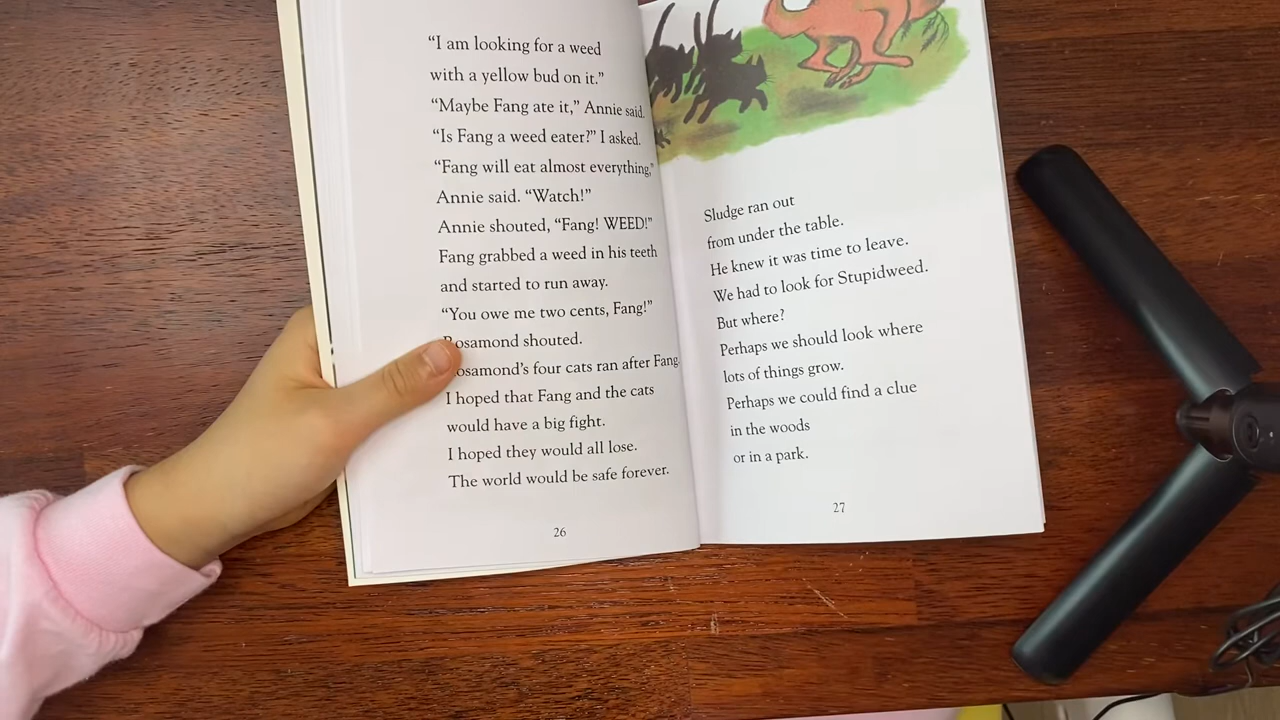 “I am looking for a weed
with a yellow bud on it.”
“Maybe Fang ate it,” Annie said.
“Is Fang a weed eater?” I asked.
“Fang will eat almost everything,”
Annie said. “Watch!”
Annie shouted, “Fang! WEED!”
Fang grabbed a weed in his teeth
and started to run away.
“You owe me two cents, Fang!”
Rosamond shouted.
Rosamond’s four cats ran after Fang.
I hoped that Fang and the cats
would have a big fight.
I hoped they would all lose.
The world would be safe forever.
26
Sludge ran out
from under the table.
He knew it was time to leave.
We had to look for Stupidweed.
But where?
Perhaps we should look where
lots of things grow.
Perhaps we could find a clue
in the woods
or in a park.
27